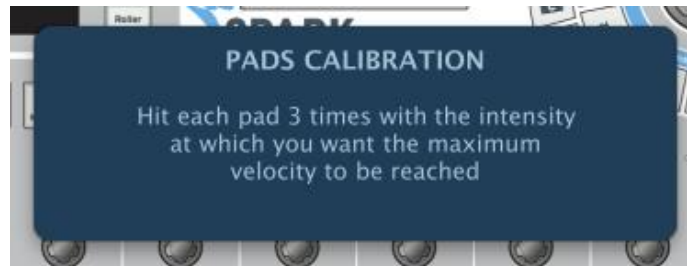 Roller
SPARK
PADS CALIBRATION
Hit each pad 3 times with the intensity
at which you want the maximum
velocity to be reached